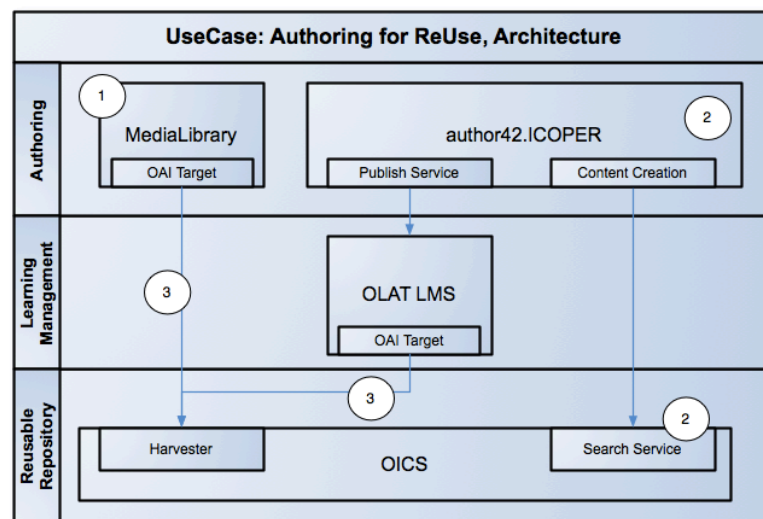 UseCase: Authoring for ReUse, Architecture
Authoring
1
MediaLibrary
OAI Target
2
author42.ICOPER
Publish Service
Content Creation
Learning
Management
3
OLAT LMS
OAI Target
3
Reusable
Repository
Harvester
OICS
2
Search Service